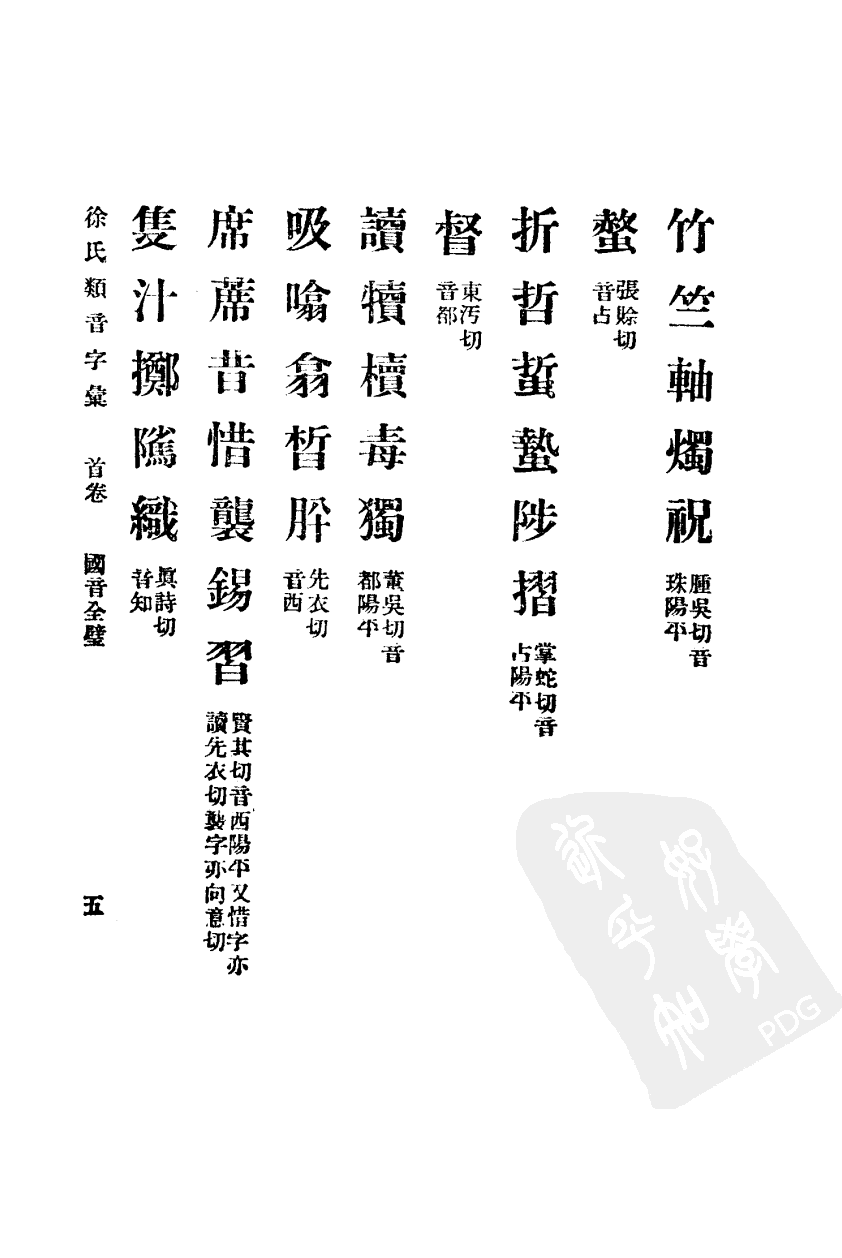 竹竺軸燭祝 腫吳切音珠陽平
螫 張賒切音占
折哲蜇蟄陟摺 掌蛇切音占陽平
督 東汚切音都
讀犢櫝毒獨 董吳切音都陽平
吸噏翕晳肸 先衣切音西
席蓆昔惜襲錫習 賢其切音西陽平又惜字亦讀先衣切襲字亦向意切
隻汁擲隲織 眞詩切音知
徐氏類音字彙 首卷 國音全璧 五
好學
PDG